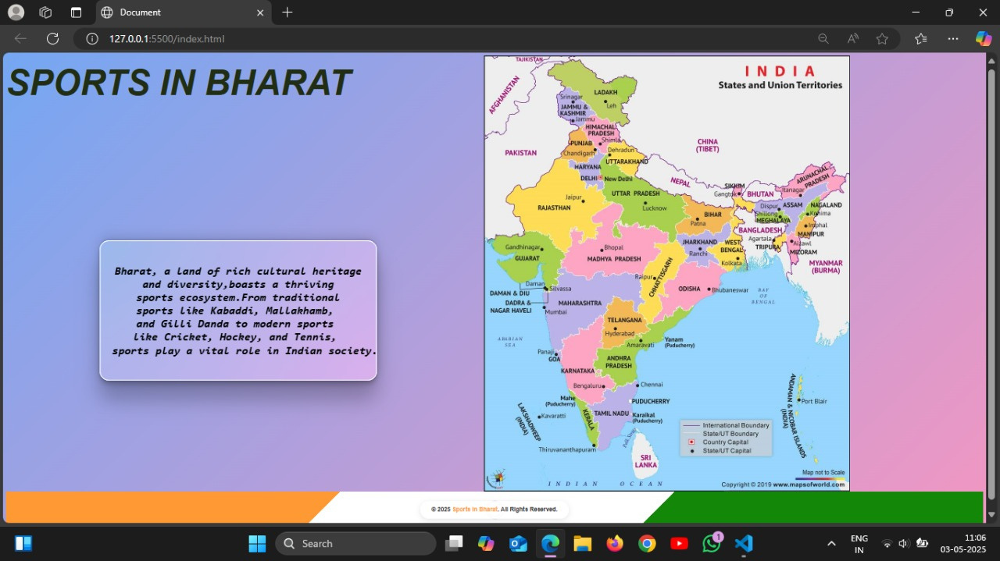 Document
127.0.0.1:5500/index.html
SPORTS IN BHARAT
Bharat, a land of rich cultural heritage
and diversity,boasts a thriving
sports ecosystem.From traditional
sports like Kabaddi, Mallakhamb,
and Gilli Danda to modern sports
like Cricket, Hockey, and Tennis,
sports play a vital role in Indian society.
INDIA
States and Union Territories
TAJIKISTAN
AFGHANISTAN
PAKISTAN
CHINA
(TIBET)
NEPAL
BHUTAN
BANGLADESH
MYANMAR
(BURMA)
SRI
LANKA
LADAKH
Leh
Srinagar
JAMMU &
KASHMIR
Jammu
HIMACHAL
PRADESH
Shimla
PUNJAB
Chandigarh
Dehradun
UTTARAKHAND
HARYANA
DELHI
New Delhi
UTTAR PRADESH
Lucknow
Jaipur
RAJASTHAN
BIHAR
Patna
SIKKIM
Gangtok
ARUNACHAL
PRADESH
Itanagar
Dispur
ASSAM
NAGALAND
Kohima
Shillong
MEGHALAYA
Imphal
MANIPUR
Agartala
TRIPURA
Aizawl
MIZORAM
JHARKHAND
Ranchi
WEST
BENGAL
Kolkata
Gandhinagar
GUJARAT
Bhopal
MADHYA PRADESH
Raipur
CHHATTISGARH
ODISHA
Bhubaneswar
Daman
Silvassa
DAMAN & DIU
DADRA &
NAGAR HAVELI
MAHARASHTRA
Mumbai
TELANGANA
Hyderabad
Amaravati
Yanam
(Puducherry)
ANDHRA
PRADESH
Panaji
GOA
KARNATAKA
Bengaluru
Chennai
Mahe
(Puducherry)
PUDUCHERRY
TAMIL NADU
Karaikal
(Puducherry)
KERALA
Thiruvananthapuram
LAKSHADWEEP
(INDIA)
Kavaratti
ANDAMAN & NICOBAR ISLANDS
(INDIA)
Port Blair
ARABIAN
SEA
BAY
OF
BENGAL
INDIAN OCEAN
International Boundary
State/UT Boundary
Country Capital
State/UT Capital
Map not to Scale
Copyright © 2019 www.mapsofworld.com
© 2025 Sports In Bharat. All Rights Reserved.
Search
1
ENG
IN
11:06
03-05-2025